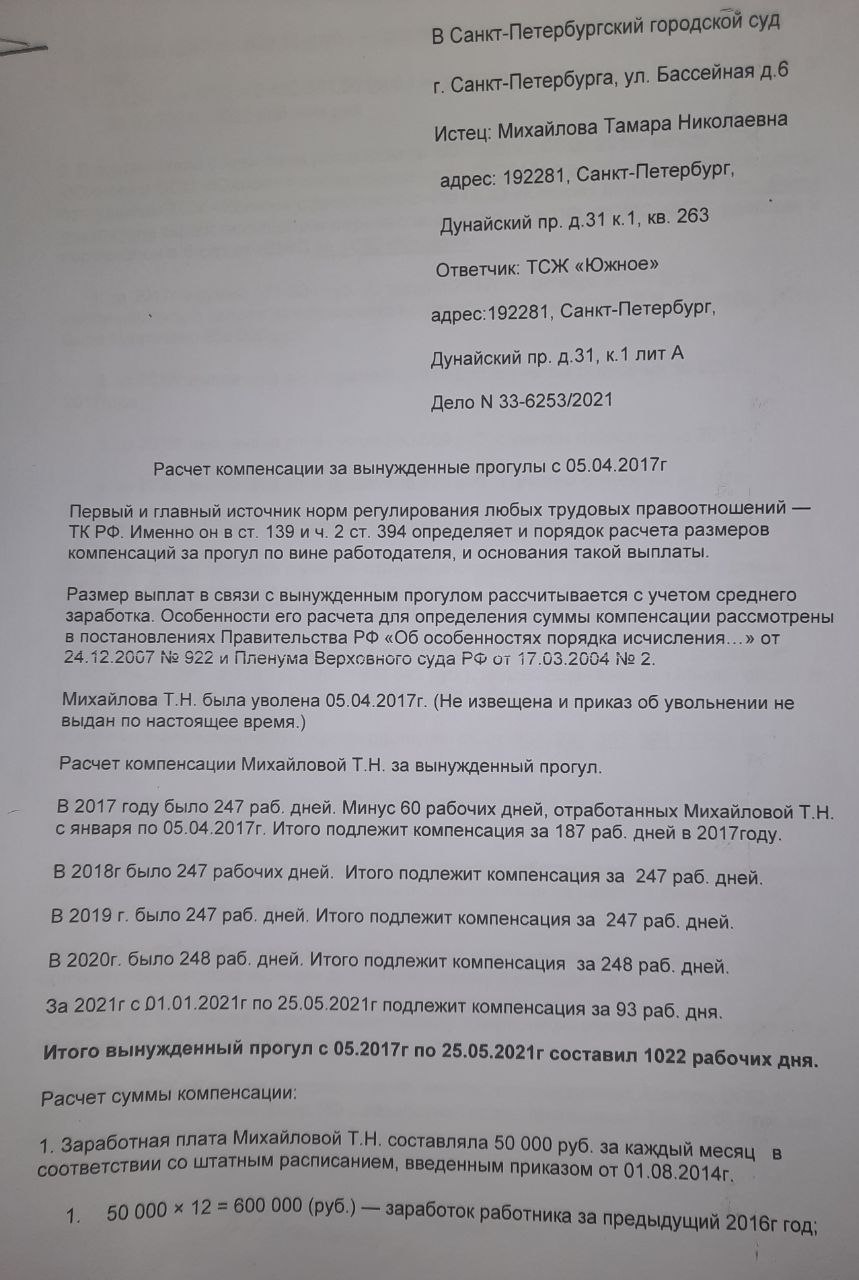 В Санкт-Петербургский городской суд
г. Санкт-Петербурга, ул. Бассейная д.6
Истец: Михайлова Тамара Николаевна
адрес: 192281, Санкт-Петербург,
Дунайский пр. д.31 к.1, кв. 263
Ответчик: ТСЖ «Южное»
адрес:192281, Санкт-Петербург,
Дунайский пр. д.31, к.1 лит А
Дело N 33-6253/2021
Расчет компенсации за вынужденные прогулы с 05.04.2017г
Первый и главный источник норм регулирования любых трудовых правоотношений —
ТК РФ. Именно он в ст. 139 и ч. 2 ст. 394 определяет и порядок расчета размеров
компенсаций за прогул по вине работодателя, и основания такой выплаты.
Размер выплат в связи с вынужденным прогулом рассчитывается с учетом среднего
заработка. Особенности его расчета для определения суммы компенсации рассмотрены
в постановлениях Правительства РФ «Об особенностях порядка исчисления...» от
24.12.2007 № 922 и Пленума Верховного суда РФ от 17.03.2004 № 2.
Михайлова Т.Н. была уволена 05.04.2017г. (Не извещена и приказ об увольнении не
выдан по настоящее время.)
Расчет компенсации Михайловой Т.Н. за вынужденный прогул.
В 2017 году было 247 раб. дней. Минус 60 рабочих дней, отработанных Михайловой Т.Н.
с января по 05.04.2017г. Итого подлежит компенсация за 187 раб. дней в 2017году.
В 2018г было 247 рабочих дней. Итого подлежит компенсация за 247 раб. дней.
В 2019 г. было 247 раб. дней. Итого подлежит компенсация за 247 раб. дней.
В 2020г. было 248 раб. дней. Итого подлежит компенсация за 248 раб. дней.
За 2021г с 01.01.2021г по 25.05.2021г подлежит компенсация за 93 раб. дня.
Итого вынужденный прогул с 05.2017г по 25.05.2021г составил 1022 рабочих дня.
Расчет суммы компенсации:
1. Заработная плата Михайловой Т.Н. составляла 50 000 руб. за каждый месяц в
соответствии со штатным расписанием, введенным приказом от 01.08.2014г.
1. 50 000 × 12 = 600 000 (руб.) — заработок работника за предыдущий 2016г год;